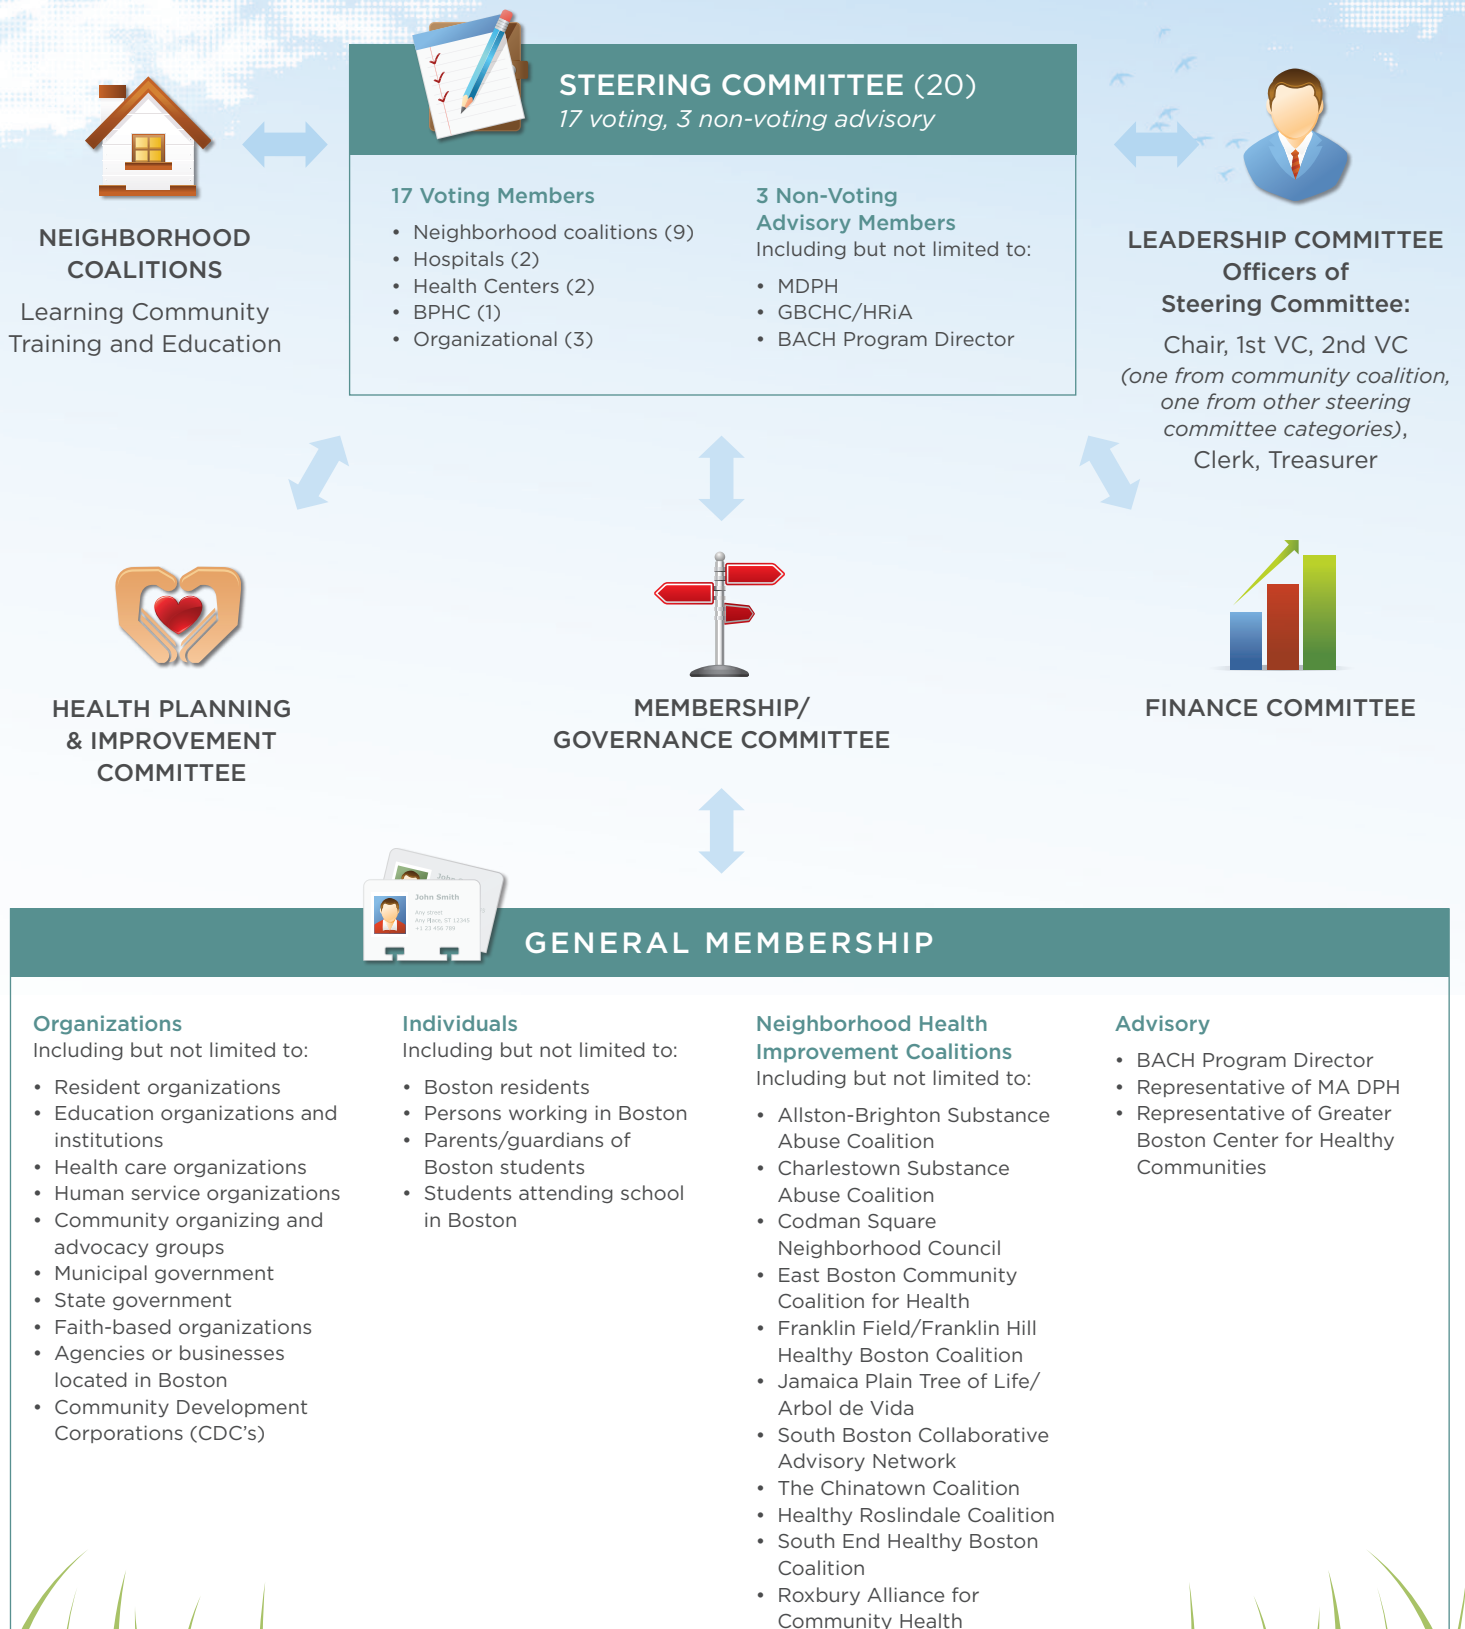 STEERING COMMITTEE (20)
17 voting, 3 non-voting advisory
17 Voting Members
• Neighborhood coalitions (9)
• Hospitals (2)
• Health Centers (2)
• BPHC (1)
• Organizational (3)
3 Non-Voting
Advisory Members
Including but not limited to:
• MDPH
• GBCHC/HRiA
• BACH Program Director
NEIGHBORHOOD
COALITIONS
Learning Community
Training and Education
LEADERSHIP COMMITTEE
Officers of
Steering Committee:
Chair, 1st VC, 2nd VC
(one from community coalition,
one from other steering
committee categories),
Clerk, Treasurer
HEALTH PLANNING
& IMPROVEMENT
COMMITTEE
MEMBERSHIP/
GOVERNANCE COMMITTEE
FINANCE COMMITTEE
John Smith
Any street
Any Place, ST 12345
+1 23 456 789
GENERAL MEMBERSHIP
Organizations
Including but not limited to:
• Resident organizations
• Education organizations and
institutions
• Health care organizations
• Human service organizations
• Community organizing and
advocacy groups
• Municipal government
• State government
• Faith-based organizations
• Agencies or businesses
located in Boston
• Community Development
Corporations (CDC's)
Individuals
Including but not limited to:
• Boston residents
• Persons working in Boston
• Parents/guardians of
Boston students
• Students attending school
in Boston
Neighborhood Health
Improvement Coalitions
Including but not limited to:
• Allston-Brighton Substance
Abuse Coalition
• Charlestown Substance
Abuse Coalition
• Codman Square
Neighborhood Council
• East Boston Community
Coalition for Health
• Franklin Field/Franklin Hill
Healthy Boston Coalition
• Jamaica Plain Tree of Life/
Arbol de Vida
• South Boston Collaborative
Advisory Network
• The Chinatown Coalition
• Healthy Roslindale Coalition
• South End Healthy Boston
Coalition
• Roxbury Alliance for
Community Health
Advisory
• BACH Program Director
• Representative of MA DPH
• Representative of Greater
Boston Center for Healthy
Communities